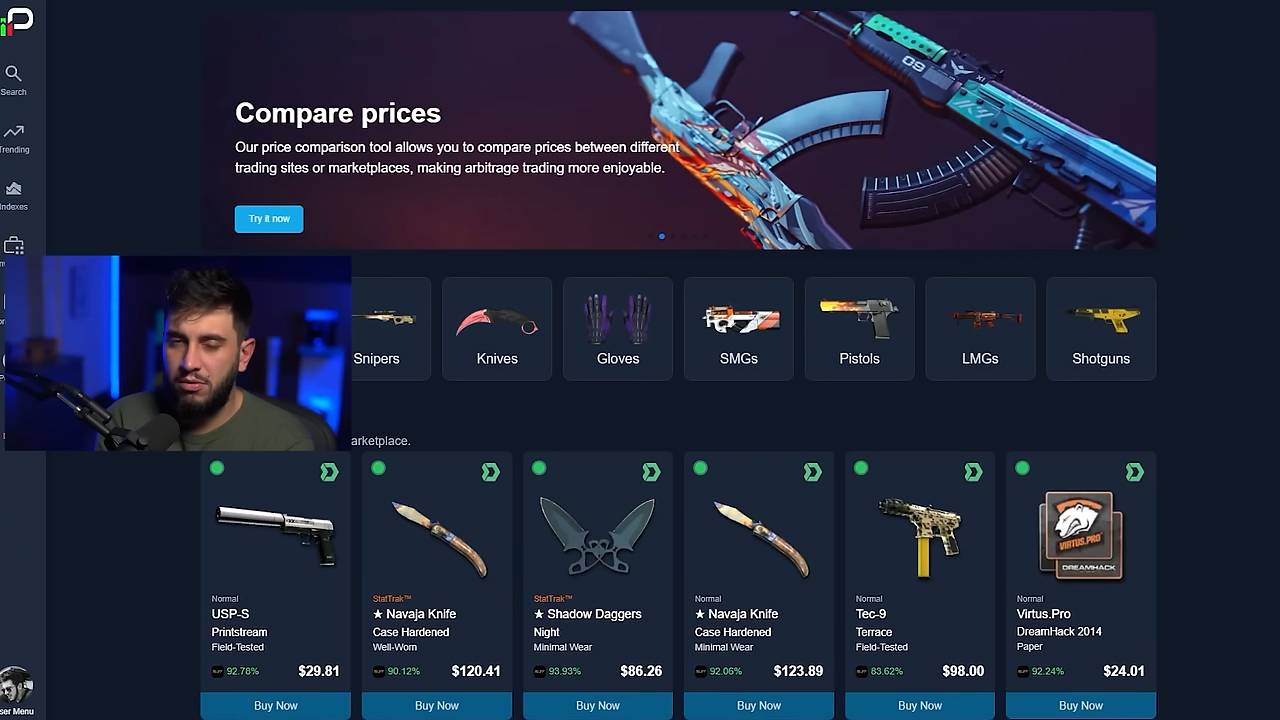 Search
Trending
Indexes
Compare prices
Our price comparison tool allows you to compare prices between different
trading sites or marketplaces, making arbitrage trading more enjoyable.
Try it now
Snipers
Knives
Gloves
SMGs
Pistols
LMGs
Shotguns
arketplace.
Normal
USP-S
Printstream
Field-Tested
92.78%
$29.81
Buy Now
StatTrak™
★ Navaja Knife
Case Hardened
Well-Worn
90.12%
$120.41
Buy Now
StatTrak™
★ Shadow Daggers
Night
Minimal Wear
93.93%
$86.26
Buy Now
Normal
★ Navaja Knife
Case Hardened
Minimal Wear
92.06%
$123.89
Buy Now
Normal
Tec-9
Terrace
Field-Tested
83.62%
$98.00
Buy Now
VIRTUS.PRO
DREAMHACK
Normal
Virtus.Pro
DreamHack 2014
Paper
92.24%
$24.01
Buy Now
ser Menu